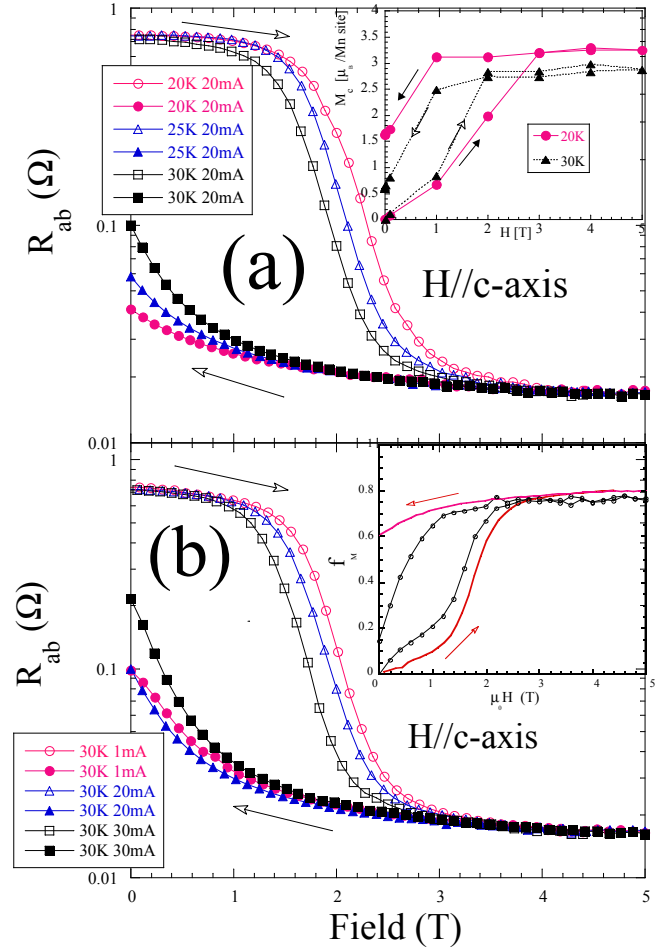 1
0.1
0.01
R_ab (Ω)
20K 20mA
20K 20mA
25K 20mA
25K 20mA
30K 20mA
30K 20mA
(a)
H//c-axis
M_c [μ_B /Mn site]
4
3.5
3
2.5
2
1.5
1
0.5
0
0 1 2 3 4 5
H [T]
20K
30K
1
0.1
0.01
R_ab (Ω)
(b)
H//c-axis
30K 1mA
30K 1mA
30K 20mA
30K 20mA
30K 30mA
30K 30mA
f_M
1.0
0.8
0.6
0.4
0.2
0
0 1 2 3 4 5
μ_0H (T)
0 1 2 3 4 5
Field (T)